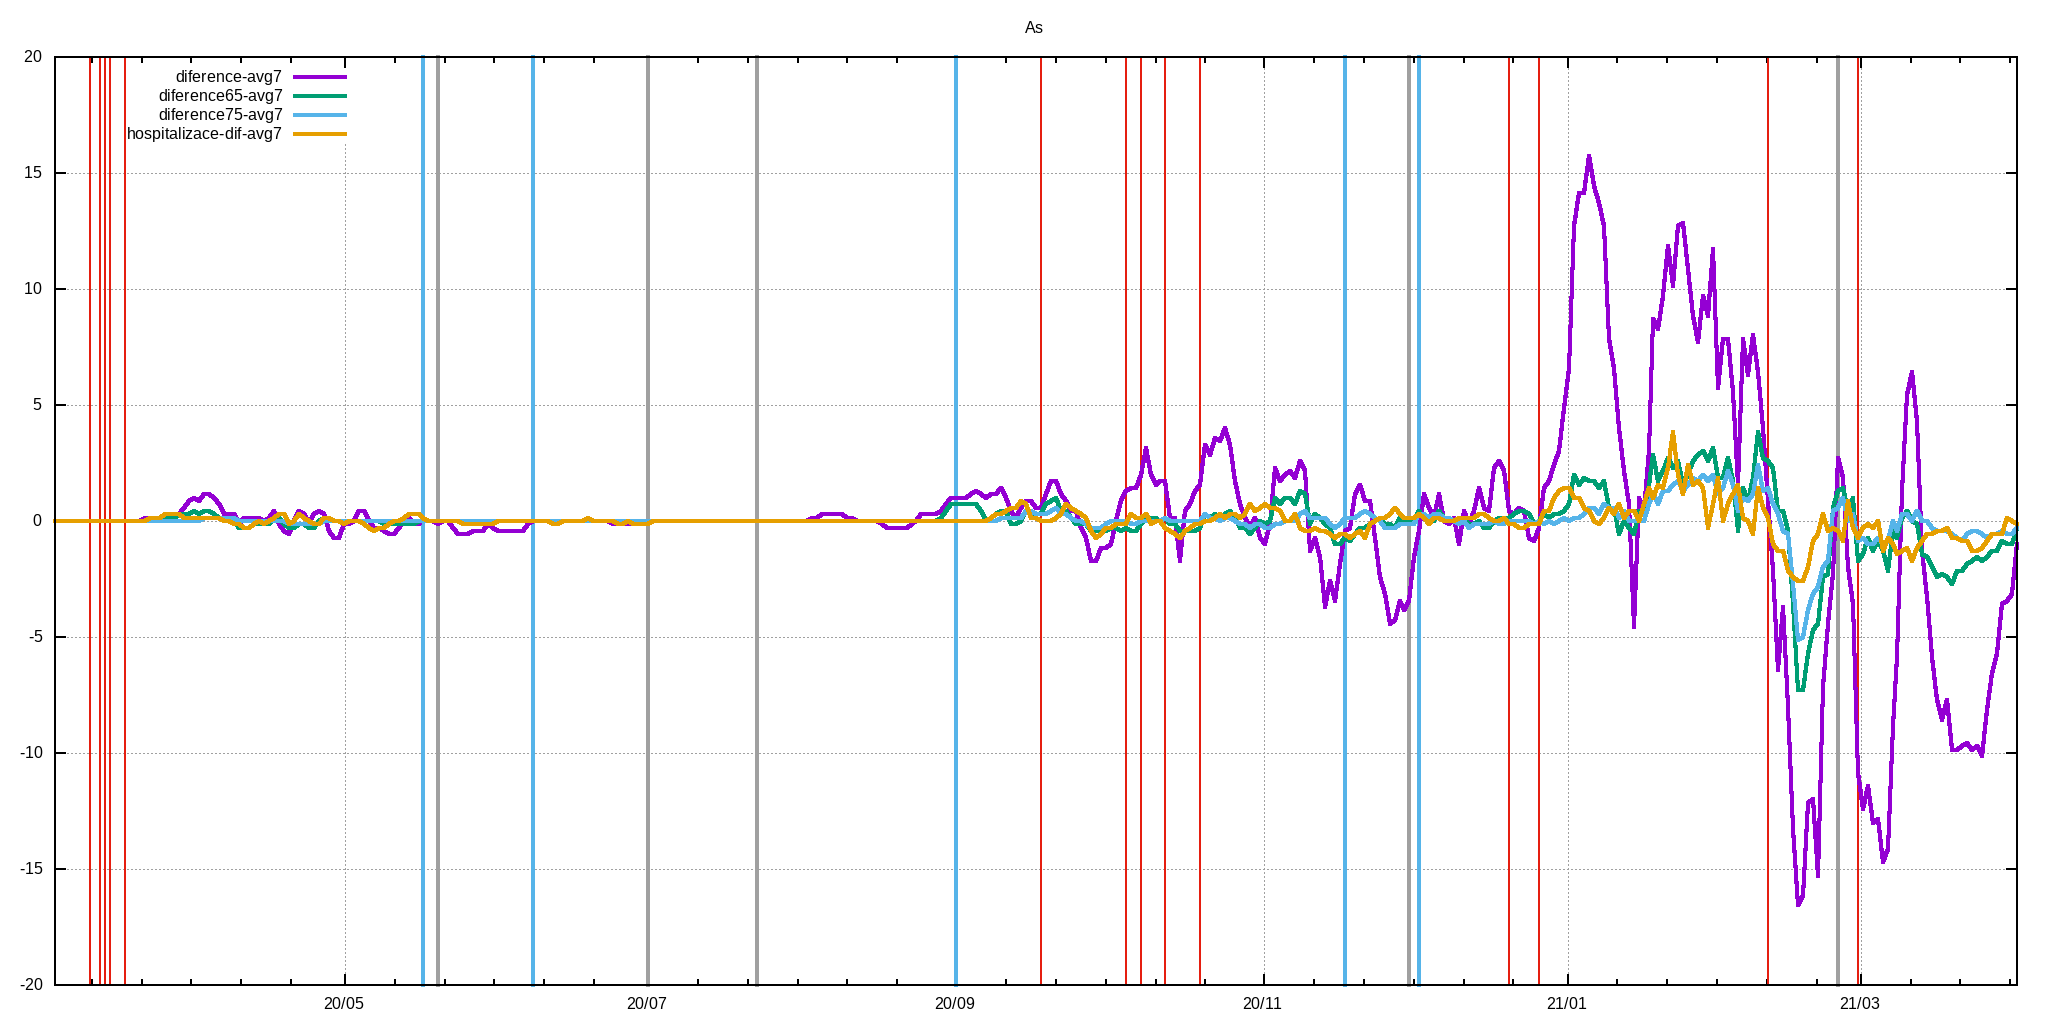 As
20
diference-avg7
diference65-avg7
diference75-avg7
hospitalizace-dif-avg7
15
10
5
0
-5
-10
-15
-20
20/05 20/07 20/09 20/11 21/01 21/03